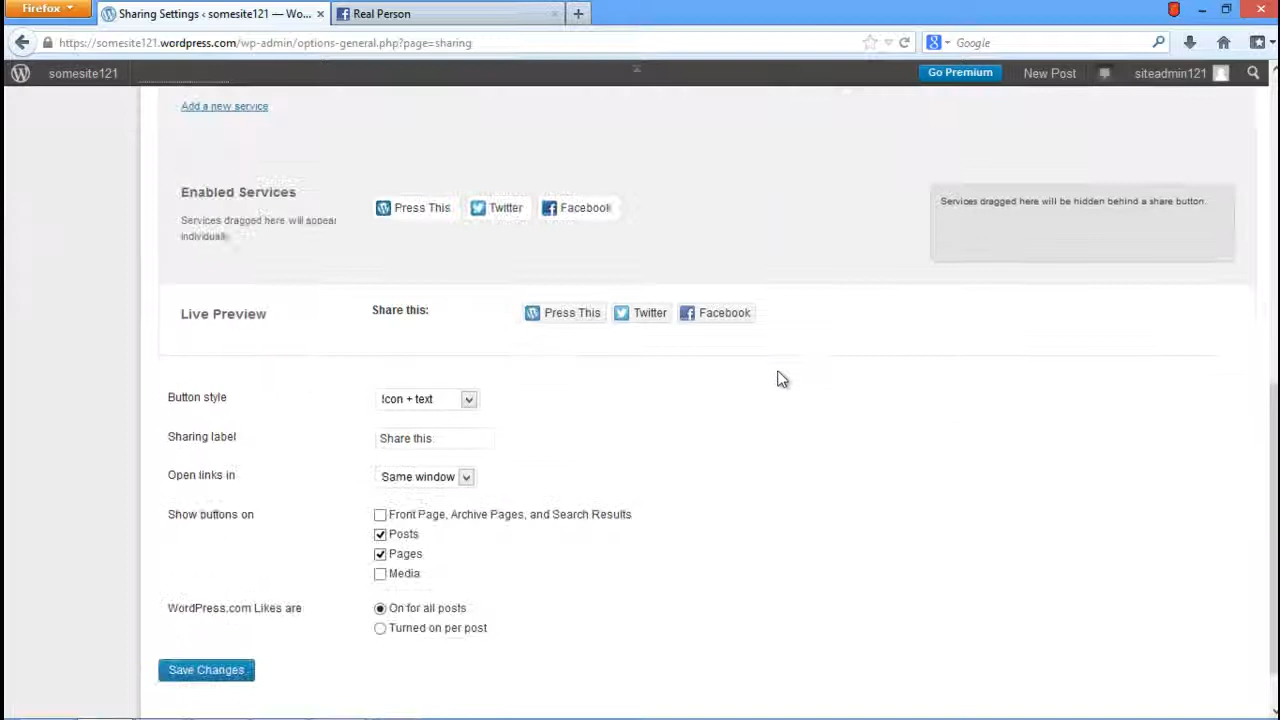 Firefox
Sharing Settings ‹ somesite121 — Wo...
Real Person
https://somesite121.wordpress.com/wp-admin/options-general.php?page=sharing
Google
somesite121
Go Premium
New Post
siteadmin121
Add a new service
Enabled Services
Services dragged here will appear
individually.
Press This
Twitter
Facebook
Services dragged here will be hidden behind a share button.
Live Preview
Share this:
Press This
Twitter
Facebook
Button style
Icon + text
Sharing label
Share this:
Open links in
Same window
Show buttons on
Front Page, Archive Pages, and Search Results
Posts
Pages
Media
WordPress.com Likes are
On for all posts
Turned on per post
Save Changes